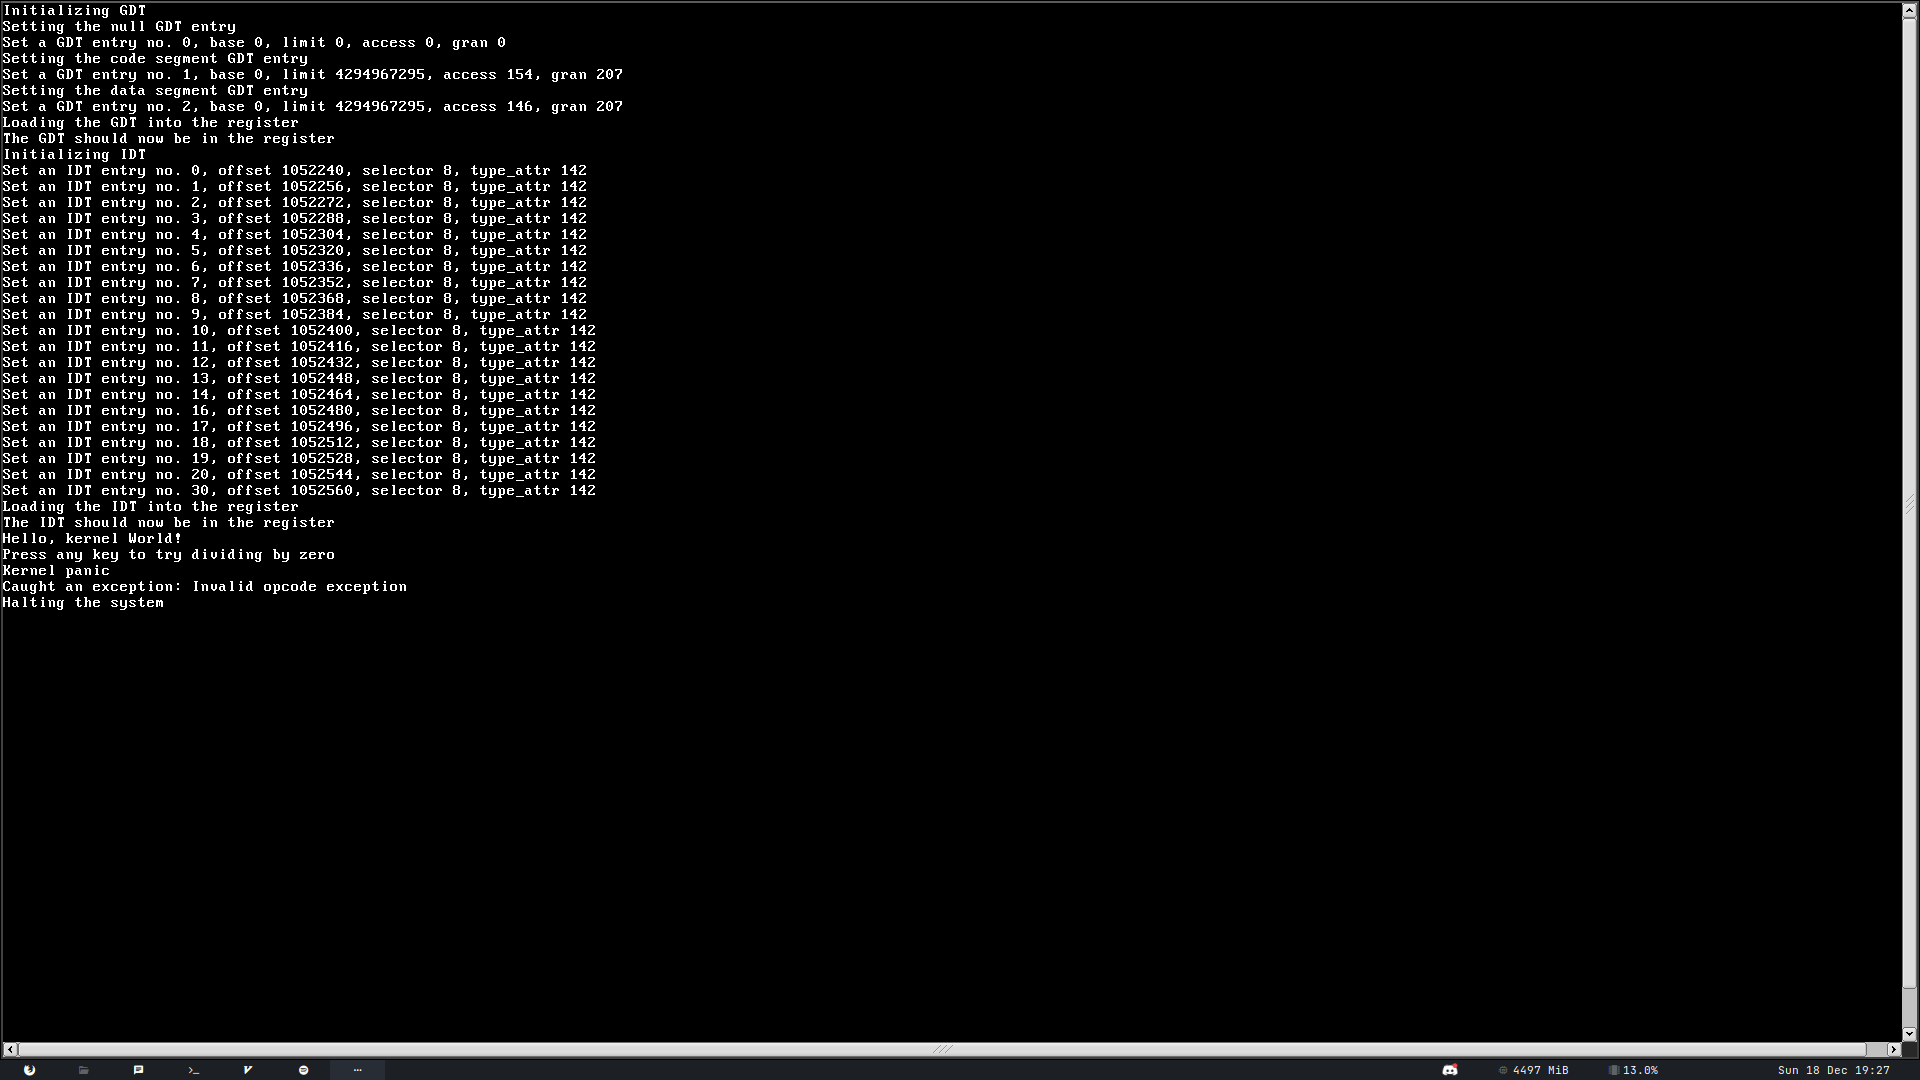 Initializing GDT
Setting the null GDT entry
Set a GDT entry no. 0, base 0, limit 0, access 0, gran 0
Setting the code segment GDT entry
Set a GDT entry no. 1, base 0, limit 4294967295, access 154, gran 207
Setting the data segment GDT entry
Set a GDT entry no. 2, base 0, limit 4294967295, access 146, gran 207
Loading the GDT into the register
The GDT should now be in the register
Initializing IDT
Set an IDT entry no. 0, offset 1052240, selector 8, type_attr 142
Set an IDT entry no. 1, offset 1052256, selector 8, type_attr 142
Set an IDT entry no. 2, offset 1052272, selector 8, type_attr 142
Set an IDT entry no. 3, offset 1052288, selector 8, type_attr 142
Set an IDT entry no. 4, offset 1052304, selector 8, type_attr 142
Set an IDT entry no. 5, offset 1052320, selector 8, type_attr 142
Set an IDT entry no. 6, offset 1052336, selector 8, type_attr 142
Set an IDT entry no. 7, offset 1052352, selector 8, type_attr 142
Set an IDT entry no. 8, offset 1052368, selector 8, type_attr 142
Set an IDT entry no. 9, offset 1052384, selector 8, type_attr 142
Set an IDT entry no. 10, offset 1052400, selector 8, type_attr 142
Set an IDT entry no. 11, offset 1052416, selector 8, type_attr 142
Set an IDT entry no. 12, offset 1052432, selector 8, type_attr 142
Set an IDT entry no. 13, offset 1052448, selector 8, type_attr 142
Set an IDT entry no. 14, offset 1052464, selector 8, type_attr 142
Set an IDT entry no. 16, offset 1052480, selector 8, type_attr 142
Set an IDT entry no. 17, offset 1052496, selector 8, type_attr 142
Set an IDT entry no. 18, offset 1052512, selector 8, type_attr 142
Set an IDT entry no. 19, offset 1052528, selector 8, type_attr 142
Set an IDT entry no. 20, offset 1052544, selector 8, type_attr 142
Set an IDT entry no. 30, offset 1052560, selector 8, type_attr 142
Loading the IDT into the register
The IDT should now be in the register
Hello, kernel World!
Press any key to try dividing by zero
Kernel panic
Caught an exception: Invalid opcode exception
Halting the system
4497 MiB 13.0% Sun 18 Dec 19:27